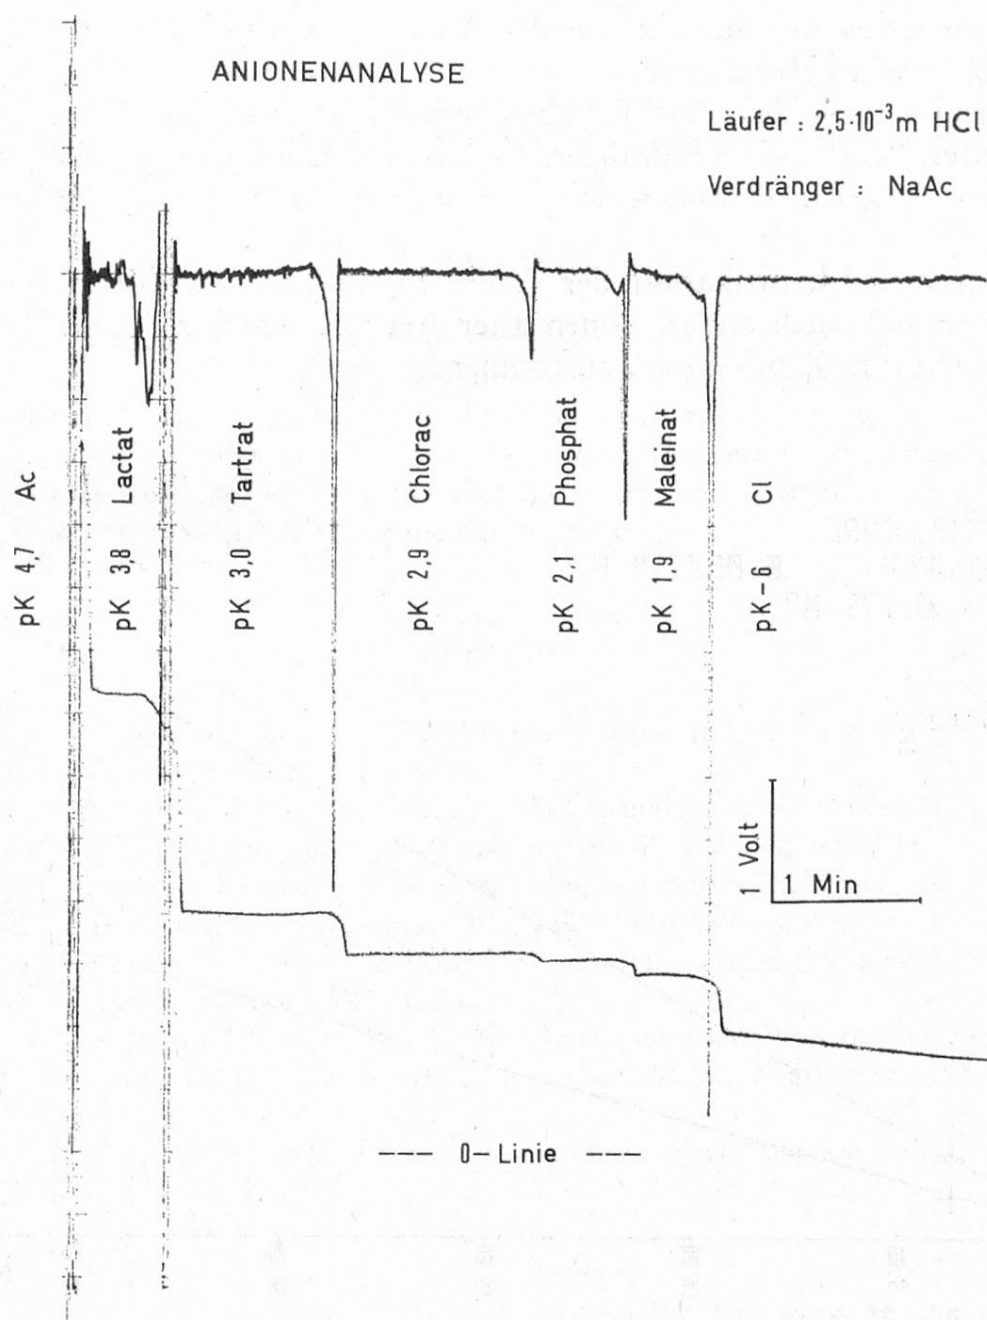 ANIONENANALYSE
Läufer : 2,5·10⁻³m HCl
Verdränger : NaAc
pK 4,7 Ac
pK 3,8 Lactat
pK 3,0 Tartrat
pK 2,9 Chlorac
pK 2,1 Phosphat
pK 1,9 Maleinat
pK -6 Cl
1 Volt
1 Min
--- 0-Linie ---